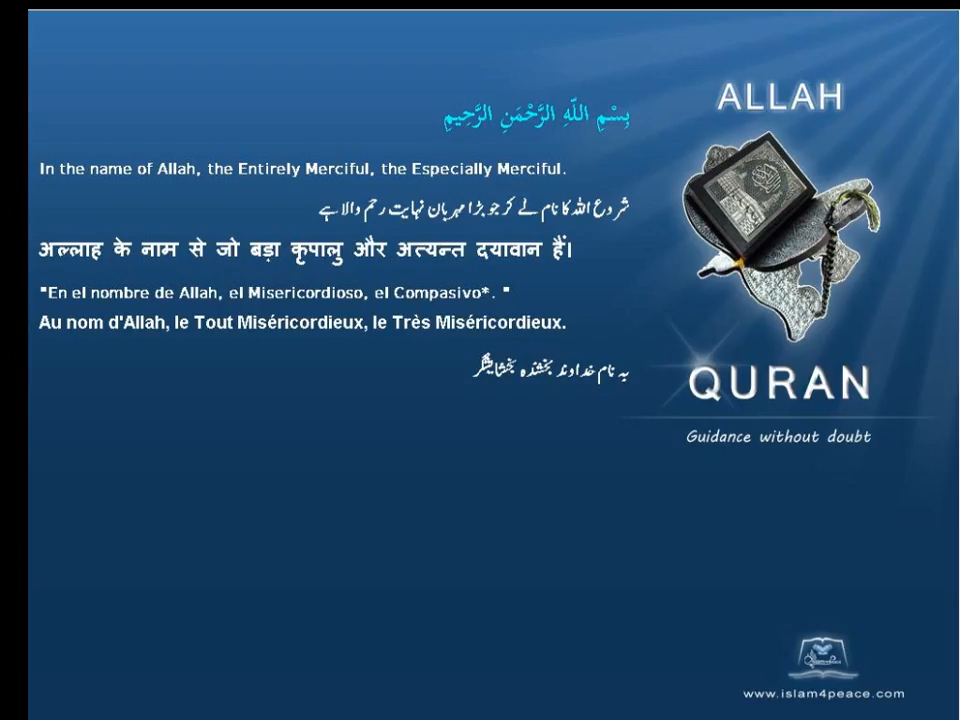 بِسْمِ اللَّهِ الرَّحْمَنِ الرَّحِيمِ
In the name of Allah, the Entirely Merciful, the Especially Merciful.
شروع اللہ کا نام لے کر جو بڑا مہربان نہایت رحم والا ہے
अल्लाह के नाम से जो बड़ा कृपालु और अत्यन्त दयावान हैं।
"En el nombre de Allah, el Misericordioso, el Compasivo*. "
Au nom d'Allah, le Tout Miséricordieux, le Très Miséricordieux.
به نام خداوند بخشنده بخشایشگر
ALLAH
QURAN
Guidance without doubt
www.islam4peace.com